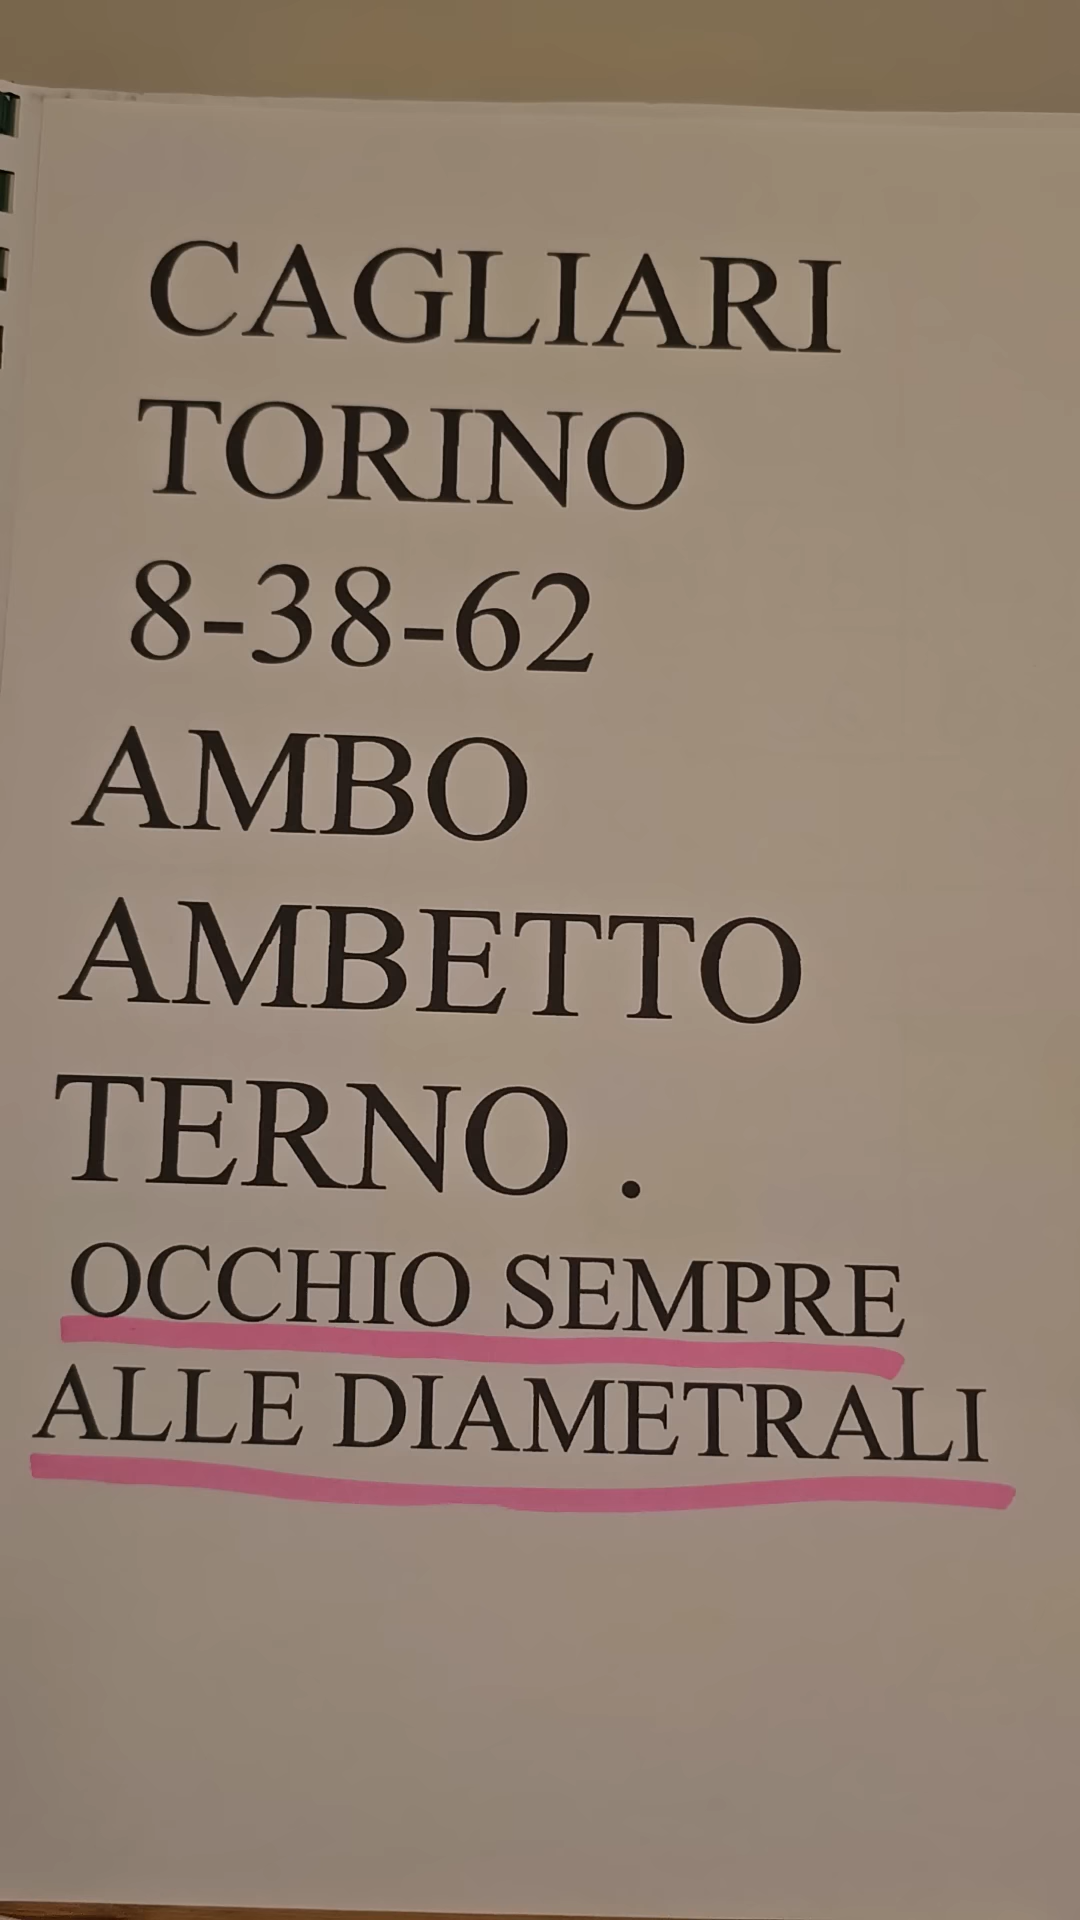 CAGLIARI
TORINO
8-38-62
AMBO
AMBETTO
TERNO .
OCCHIO SEMPRE
ALLE DIAMETRALI